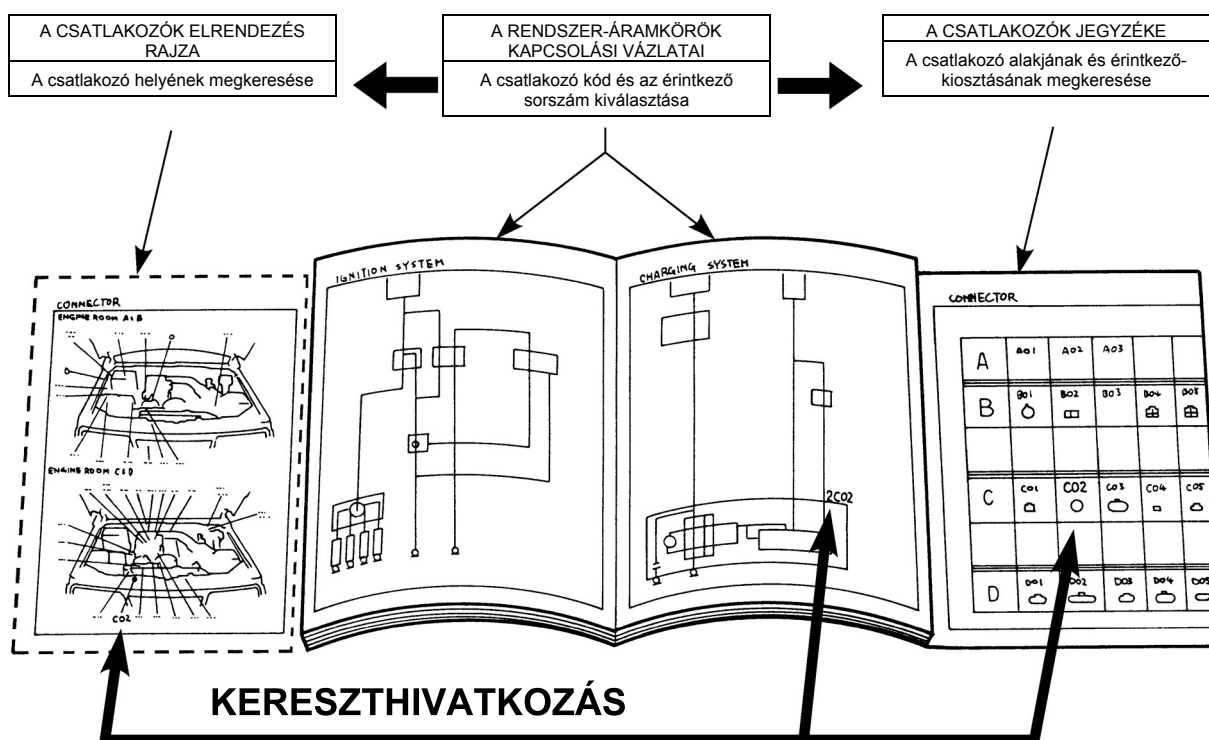 A CSATLAKOZÓK ELRENDEZÉS
RAJZA
A csatlakozó helyének megkeresése
A RENDSZER-ÁRAMKÖRÖK
KAPCSOLÁSI VÁZLATAI
A csatlakozó kód és az érintkező
sorszám kiválasztása
A CSATLAKOZÓK JEGYZÉKE
A csatlakozó alakjának és érintkező-
kiosztásának megkeresése
CONNECTOR
ENGINE ROOM A&B
ENGINE ROOM C&D
C02
IGNITION SYSTEM
CHARGING SYSTEM
2C02
CONNECTOR
A A01 A02 A03
B B01 B02 B03 B04 B05
C C01 C02 C03 C04 C05
D D01 D02 D03 D04 D05
KERESZTHIVATKOZÁS